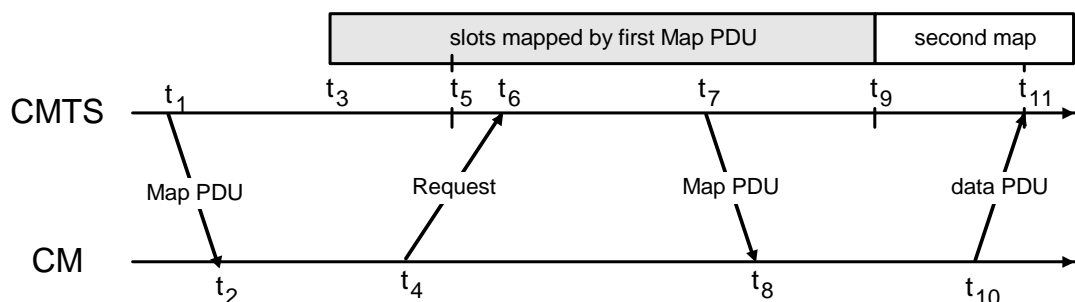 slots mapped by first Map PDU second map
t1 t3 t5 t6 t7 t9 t11
CMTS
Map PDU Request Map PDU data PDU
CM
t2 t4 t8 t10